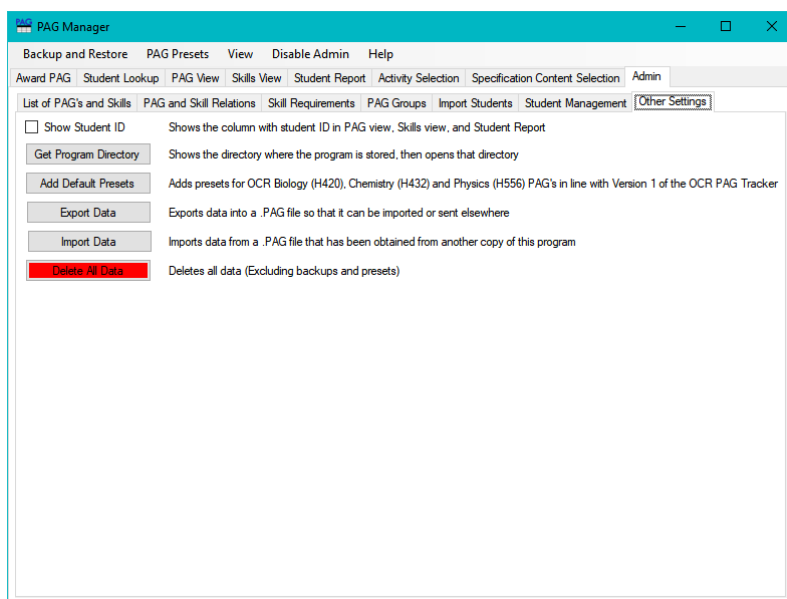 PAG PAG Manager
Backup and Restore PAG Presets View Disable Admin Help
Award PAG Student Lookup PAG View Skills View Student Report Activity Selection Specification Content Selection Admin
List of PAG's and Skills PAG and Skill Relations Skill Requirements PAG Groups Import Students Student Management Other Settings
Show Student ID Shows the column with student ID in PAG view, Skills view, and Student Report
Get Program Directory Shows the directory where the program is stored, then opens that directory
Add Default Presets Adds presets for OCR Biology (H420), Chemistry (H432) and Physics (H556) PAG's in line with Version 1 of the OCR PAG Tracker
Export Data Exports data into a .PAG file so that it can be imported or sent elsewhere
Import Data Imports data from a .PAG file that has been obtained from another copy of this program
Delete All Data Deletes all data (Excluding backups and presets)